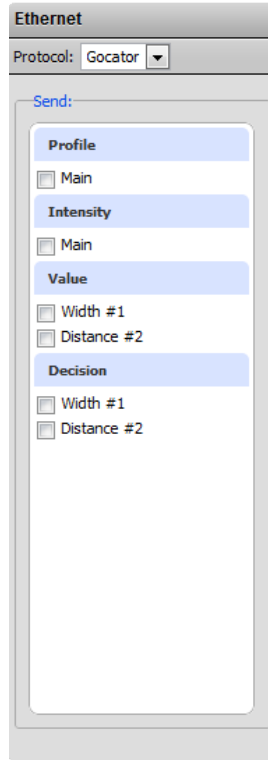 Ethernet
Protocol: Gocator
Send:
Profile
Main
Intensity
Main
Value
Width #1
Distance #2
Decision
Width #1
Distance #2